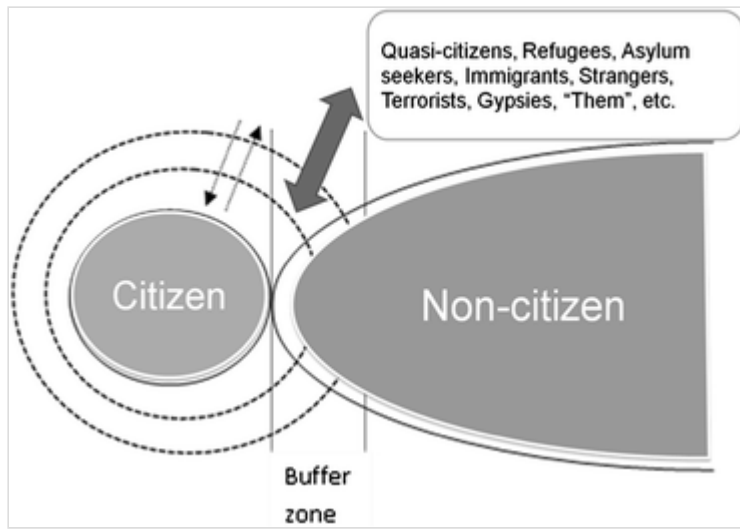 Quasi-citizens, Refugees, Asylum
seekers, Immigrants, Strangers,
Terrorists, Gypsies, “Them”, etc.
Citizen
Non-citizen
Buffer
zone